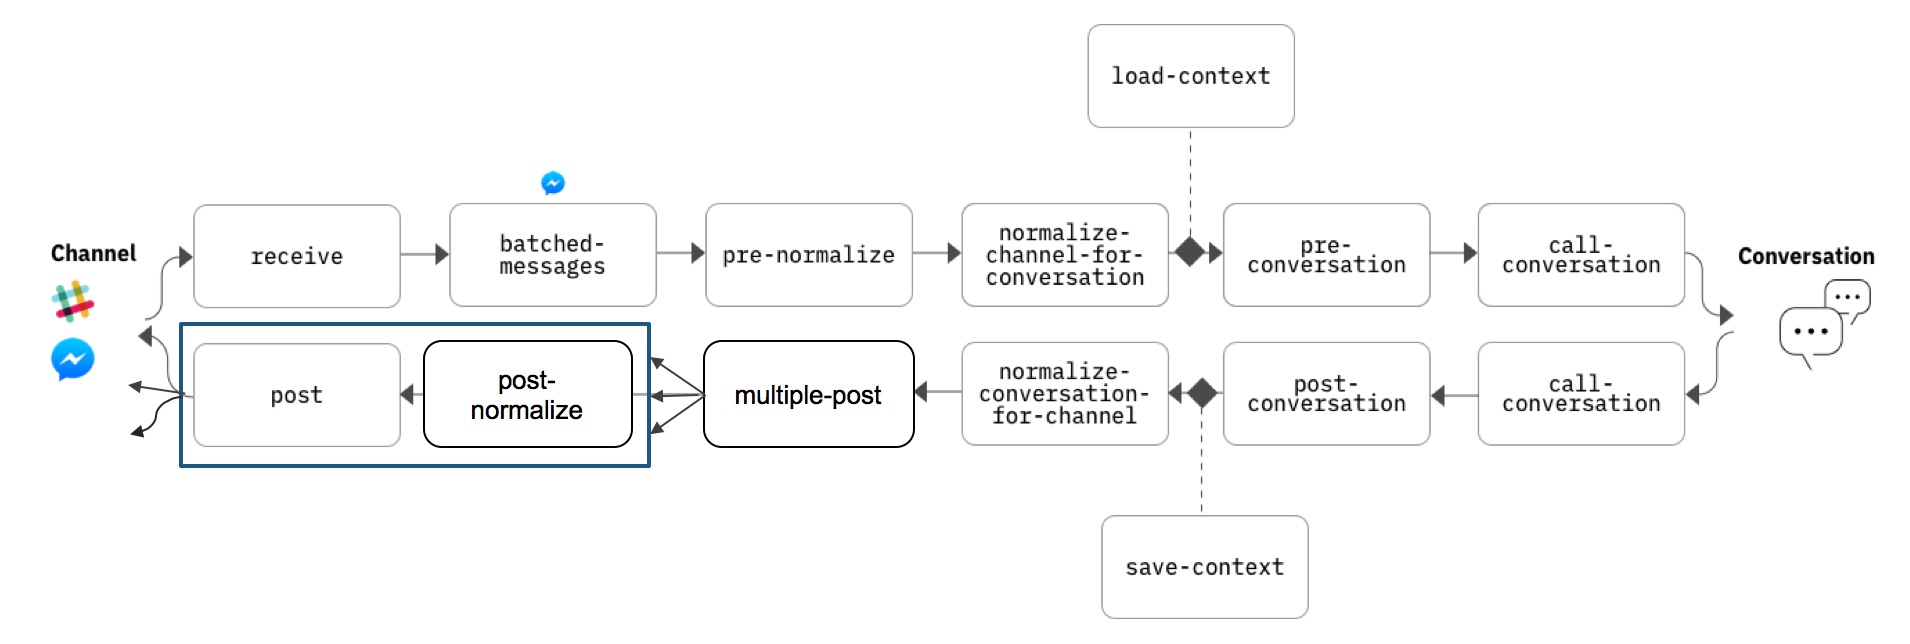 load-context
Channel
receive
batched-
messages
pre-normalize
normalize-
channel-for-
conversation
pre-
conversation
call-
conversation
Conversation
post
post-
normalize
multiple-post
normalize-
conversation-
for-channel
post-
conversation
call-
conversation
save-context